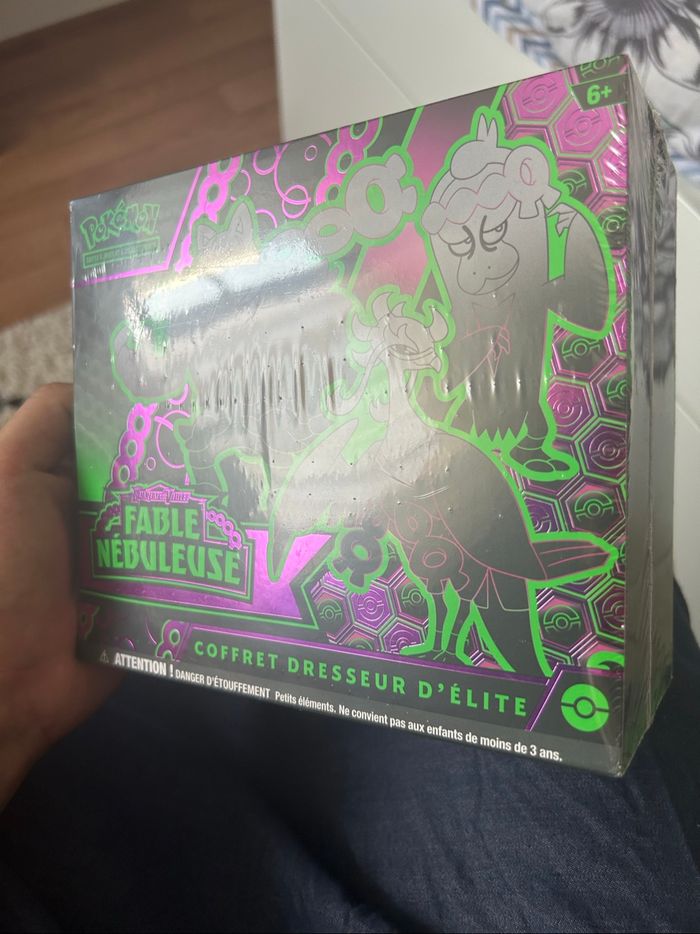 6+
POKÉMON
FABLE
NÉBULEUSE
COFFRET DRESSEUR D'ÉLITE
ATTENTION ! DANGER D'ÉTOUFFEMENT Petits éléments. Ne convient pas aux enfants de moins de 3 ans.